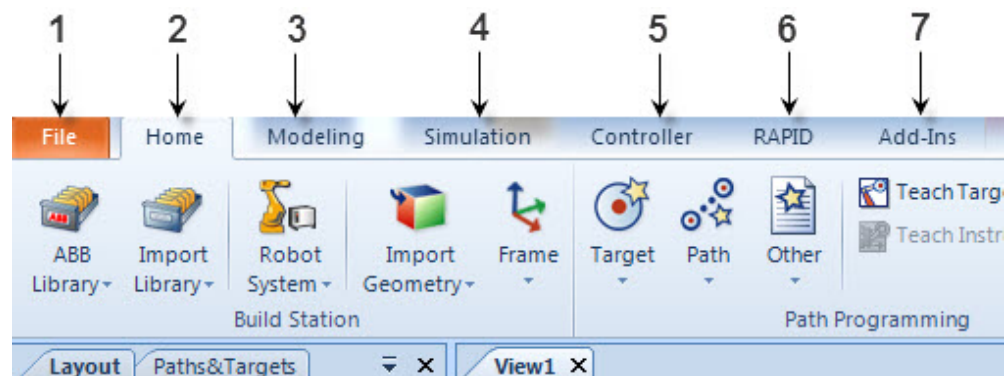 1 2 3 4 5 6 7
File Home Modeling Simulation Controller RAPID Add-Ins
ABB
ABB Import Robot Import Frame Target Path Other Teach Targe
Library Library System Geometry Teach Instr
Build Station Path Programming
Layout Paths&Targets View1